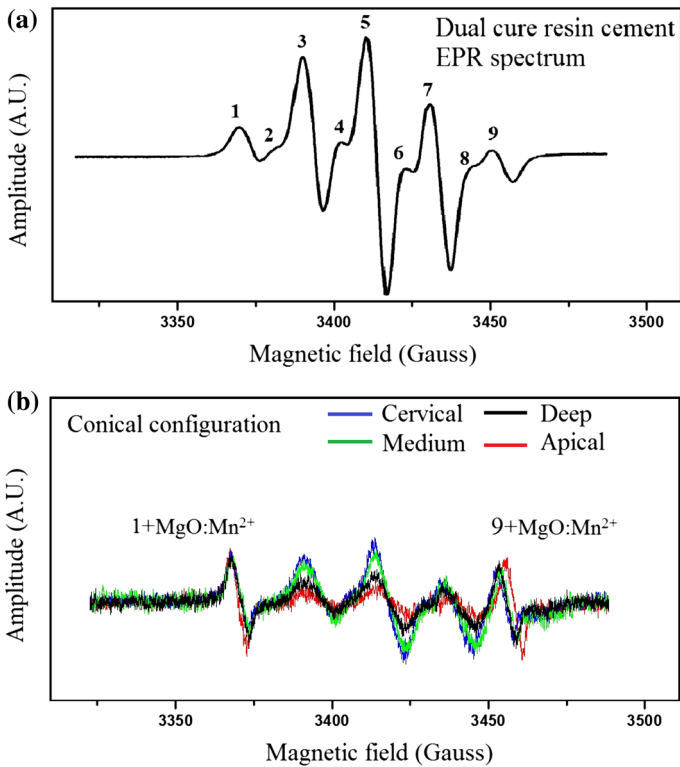 (a)
Dual cure resin cement
EPR spectrum
1
2
3
4
5
6
7
8
9
Amplitude (A.U.)
3350
3400
3450
3500
Magnetic field (Gauss)
(b)
Conical configuration
Cervical
Deep
Medium
Apical
1+MgO:Mn²⁺
9+MgO:Mn²⁺
Amplitude (A.U.)
3350
3400
3450
3500
Magnetic field (Gauss)